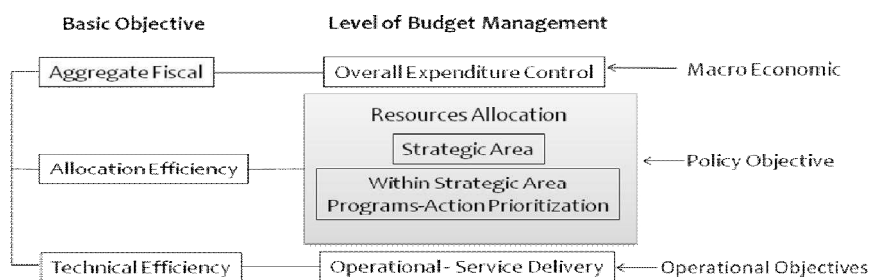 Basic Objective
Level of Budget Management
Aggregate Fiscal
Overall Expenditure Control
Macro Economic
Resources Allocation
Strategic Area
Allocation Efficiency
Policy Objective
Within Strategic Area
Programs-Action Prioritization
Technical Efficiency
Operational - Service Delivery
Operational Objectives